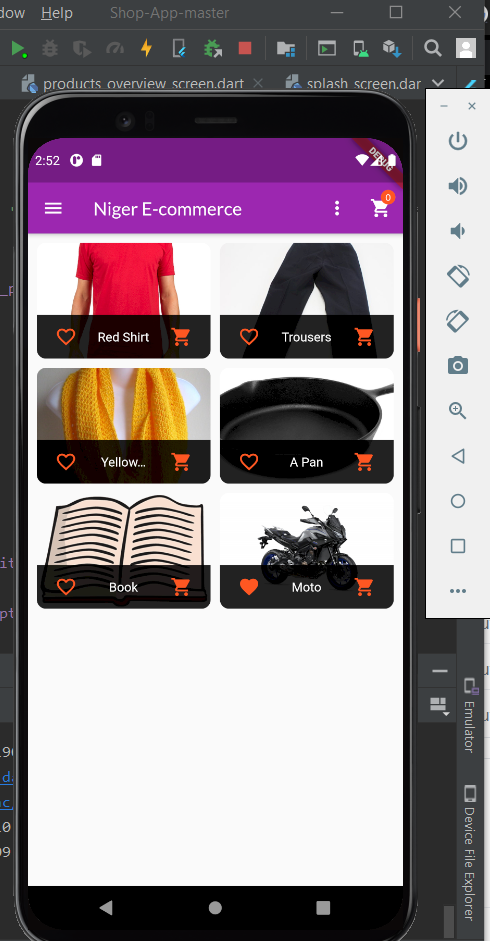 dow Help Shop-App-master
products_overview_screen.dart splash_screen.dar
2:52
DEBUG
Niger E-commerce
0
Red Shirt
Trousers
Yellow...
A Pan
Book
Moto
Emulator
Device File Explorer